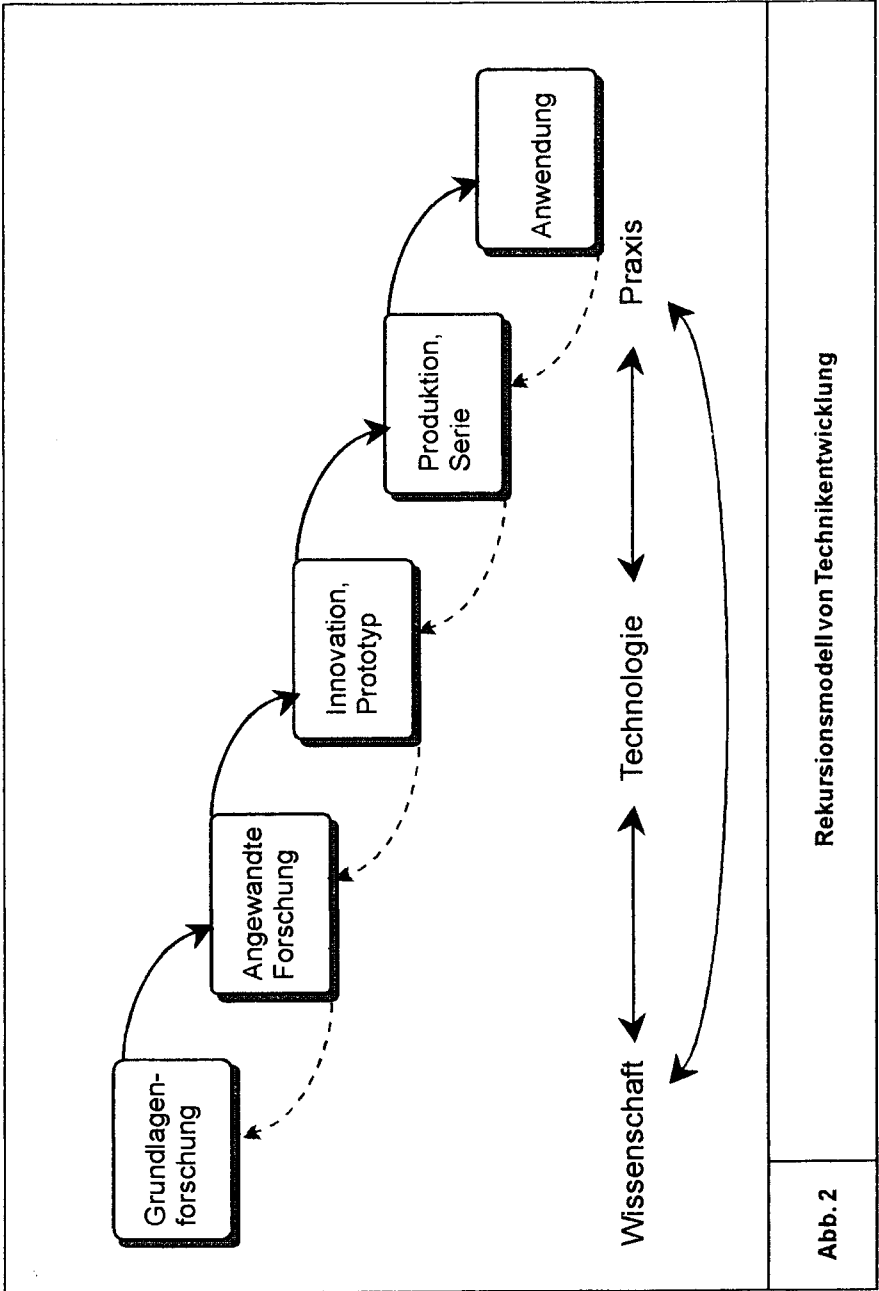 Grundlagen-
forschung
Angewandte
Forschung
Innovation,
Prototyp
Produktion,
Serie
Anwendung
Wissenschaft
Technologie
Praxis
Abb. 2
Rekursionsmodell von Technikentwicklung